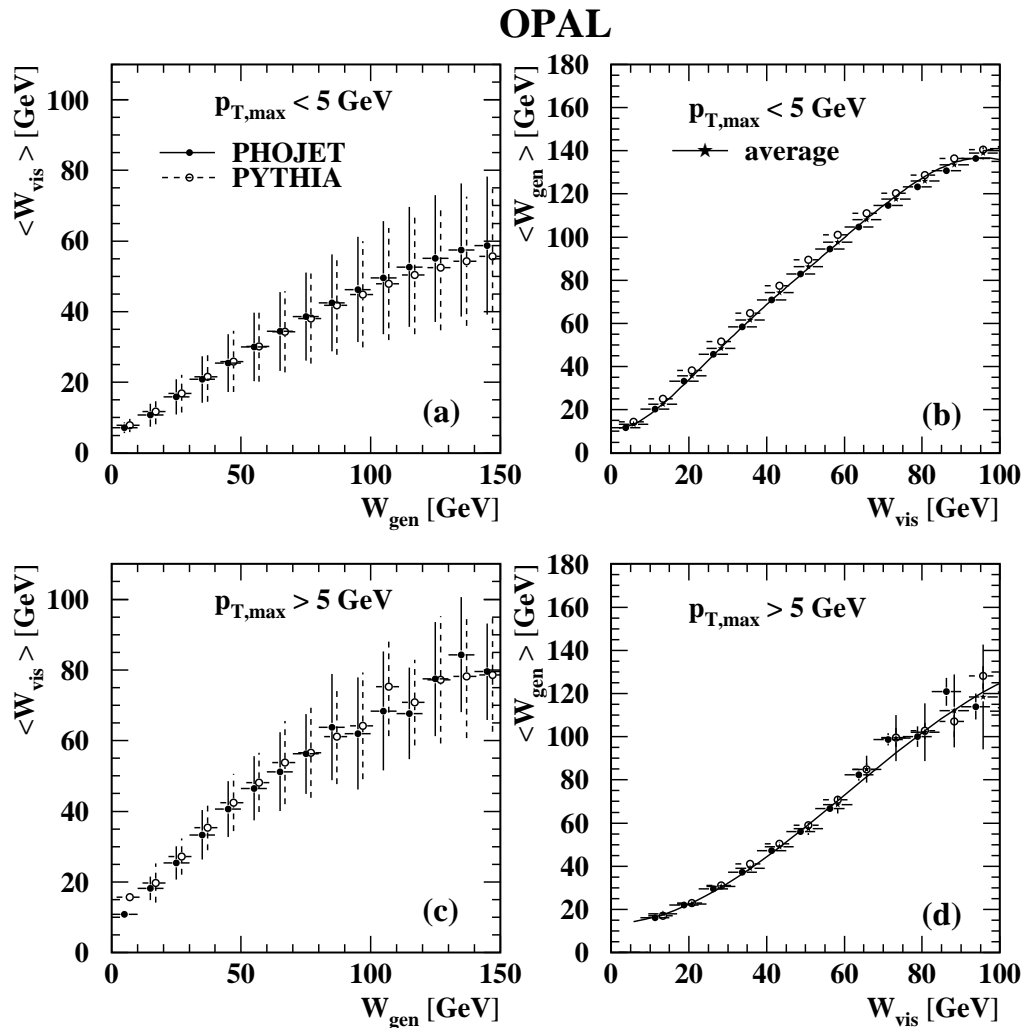 OPAL
<W_vis> [GeV]
100
80
60
40
20
0
p_T,max < 5 GeV
PHOJET
PYTHIA
(a)
0 50 100 150
W_gen [GeV]
<W_gen> [GeV]
180
160
140
120
100
80
60
40
20
0
p_T,max < 5 GeV
average
(b)
0 20 40 60 80 100
W_vis [GeV]
<W_vis> [GeV]
100
80
60
40
20
0
p_T,max > 5 GeV
(c)
0 50 100 150
W_gen [GeV]
<W_gen> [GeV]
180
160
140
120
100
80
60
40
20
0
p_T,max > 5 GeV
(d)
0 20 40 60 80 100
W_vis [GeV]